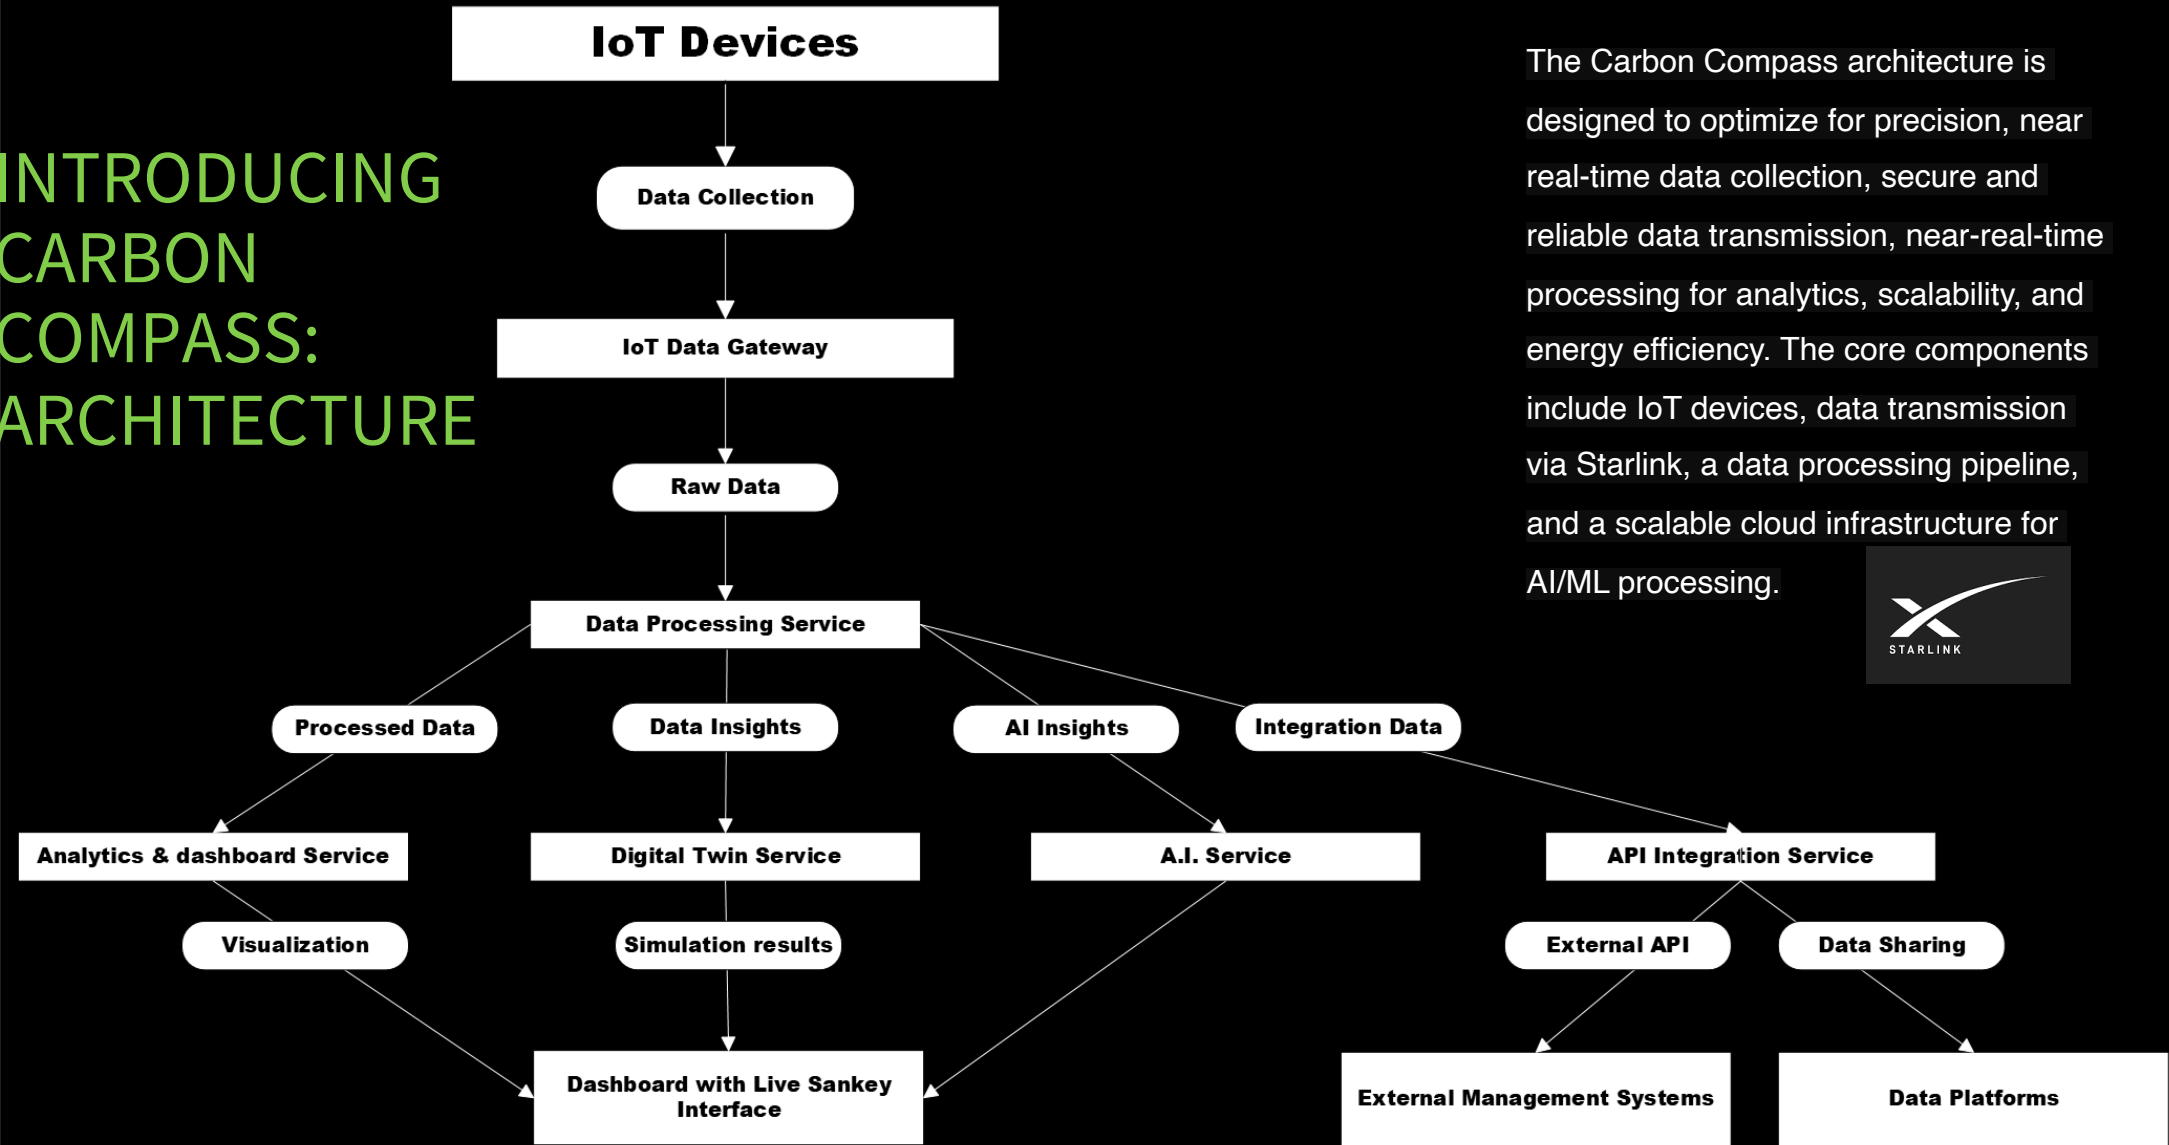 INTRODUCING
CARBON
COMPASS:
ARCHITECTURE
IoT Devices
Data Collection
IoT Data Gateway
Raw Data
Data Processing Service
Processed Data
Data Insights
AI Insights
Integration Data
Analytics & dashboard Service
Digital Twin Service
A.I. Service
API Integration Service
Visualization
Simulation results
External API
Data Sharing
Dashboard with Live Sankey
Interface
External Management Systems
Data Platforms
The Carbon Compass architecture is
designed to optimize for precision, near
real-time data collection, secure and
reliable data transmission, near-real-time
processing for analytics, scalability, and
energy efficiency. The core components
include IoT devices, data transmission
via Starlink, a data processing pipeline,
and a scalable cloud infrastructure for
AI/ML processing.
STARLINK